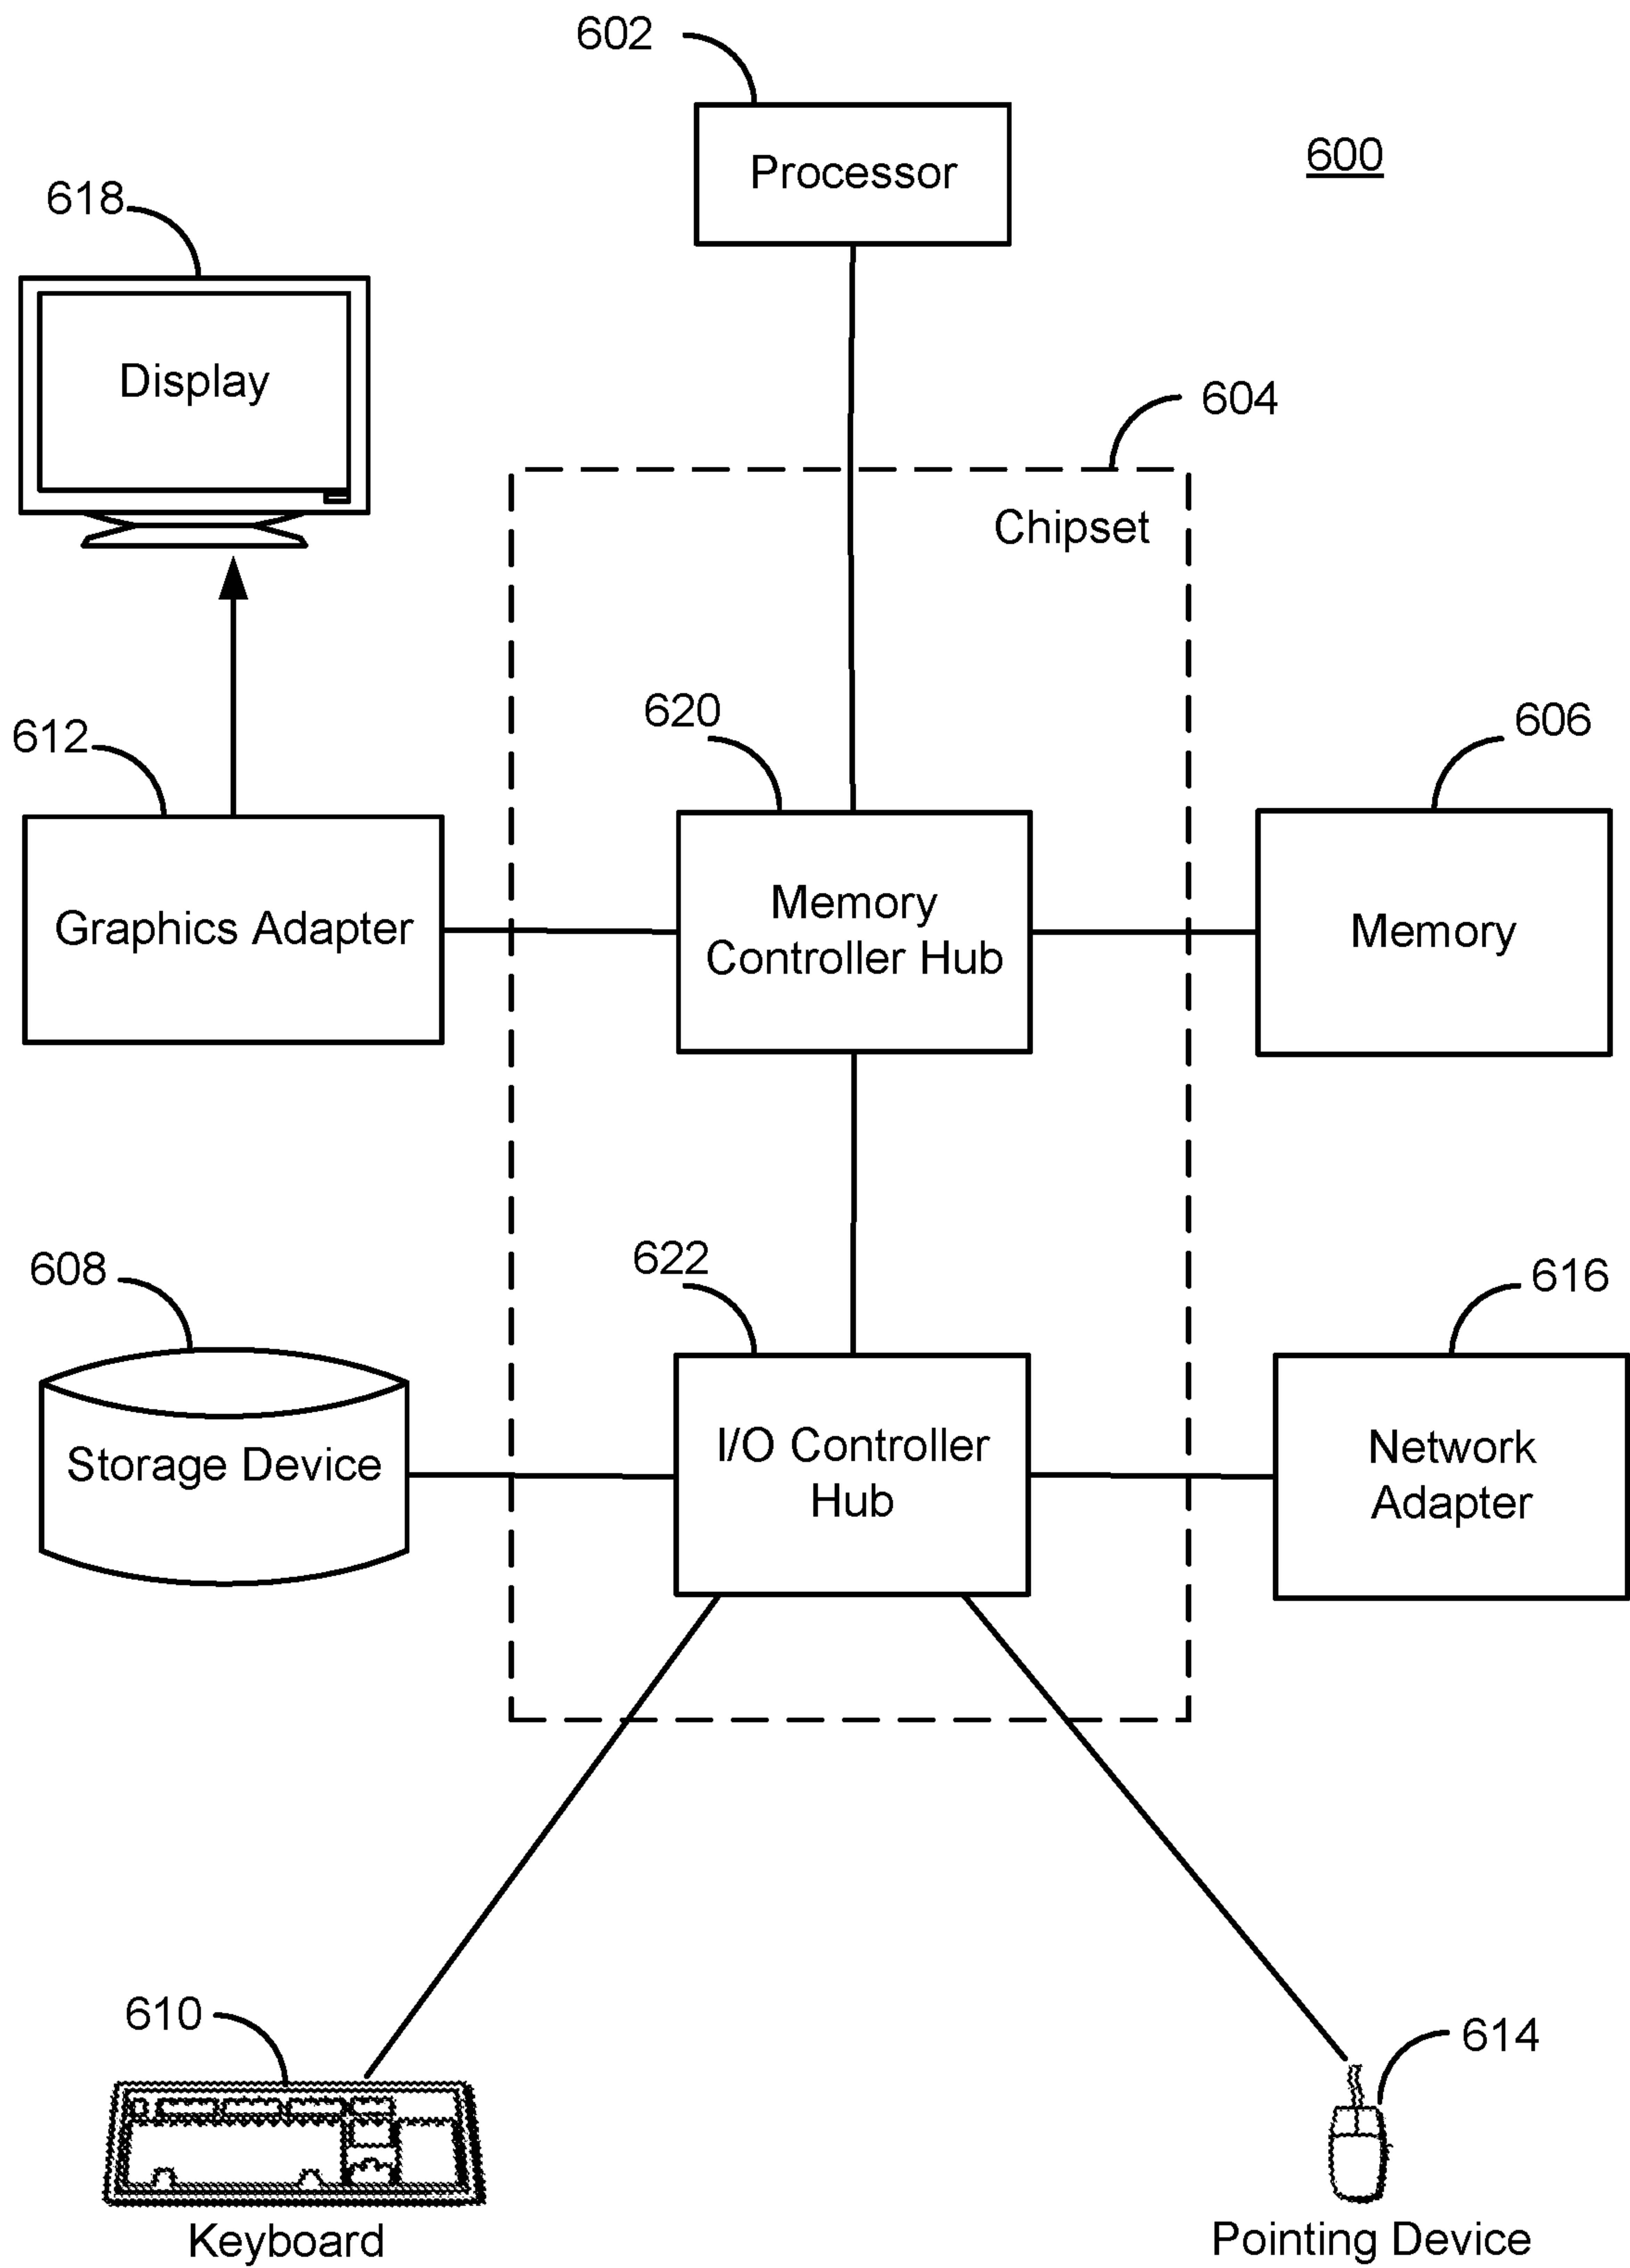 602
Processor
600
618
Display
604
Chipset
620
606
612
Memory
Controller Hub
Graphics Adapter
Memory
622
608
616
I/O Controller
Hub
Storage Device
Network
Adapter
610
614
Keyboard
Pointing Device